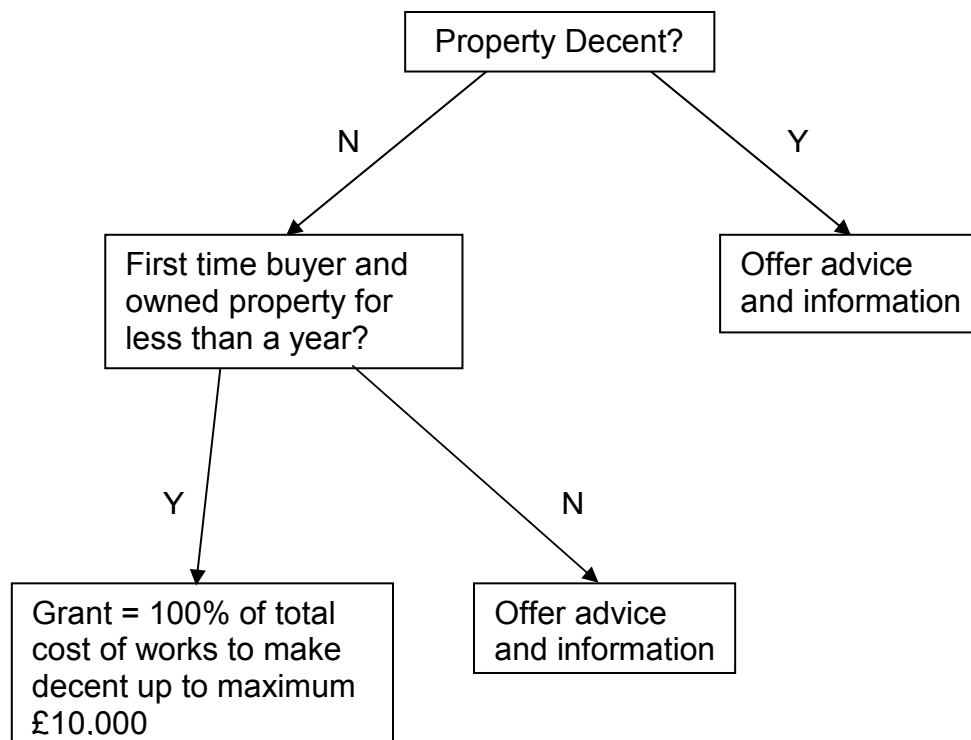 Property Decent?
N
Y
First time buyer and
owned property for
less than a year?
Offer advice
and information
Y
N
Grant = 100% of total
cost of works to make
decent up to maximum
£10,000
Offer advice
and information